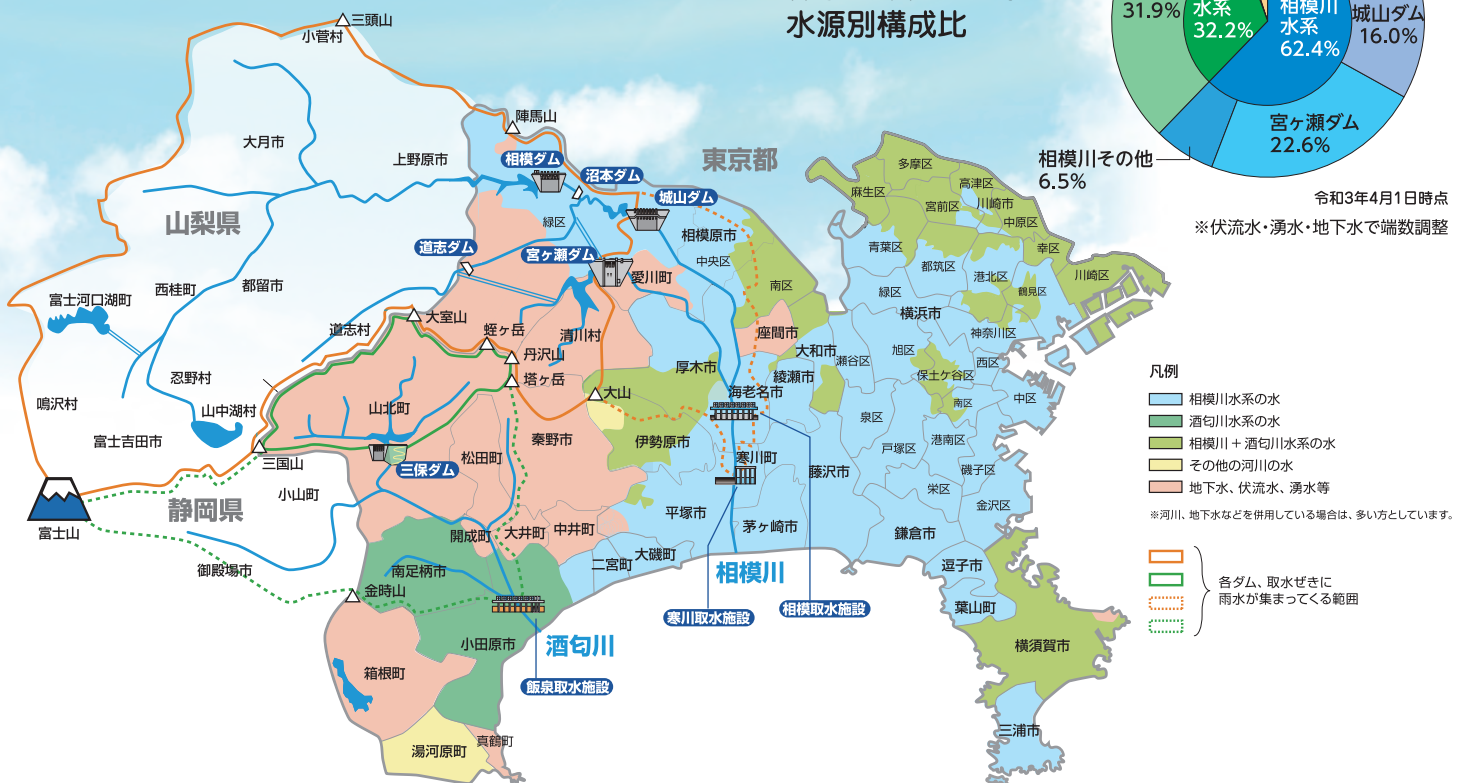 水源別構成比
31.9%
水系
32.2%
相模川
水系
62.4%
城山ダム
16.0%
宮ヶ瀬ダム
22.6%
相模川その他
6.5%
令和3年4月1日時点
※伏流水・湧水・地下水で端数調整
三頭山
小菅村
大月市
上野原市
陣馬山
相模ダム
沼本ダム
城山ダム
東京都
山梨県
緑区
相模原市
中央区
南区
道志ダム
宮ヶ瀬ダム
愛川町
富士河口湖町
西桂町
都留市
道志村
大室山
蛭ヶ岳
丹沢山
塔ヶ岳
清川村
大山
厚木市
座間市
大和市
綾瀬市
海老名市
忍野村
山中湖村
鳴沢村
富士吉田市
三国山
富士山
静岡県
小山町
御殿場市
金時山
山北町
三保ダム
松田町
秦野市
伊勢原市
寒川町
藤沢市
平塚市
茅ヶ崎市
開成町
大井町
中井町
二宮町
大磯町
南足柄市
小田原市
箱根町
湯河原町
真鶴町
酒匂川
飯泉取水施設
相模川
寒川取水施設
相模取水施設
多摩区
麻生区
高津区
宮前区
川崎市
中原区
幸区
川崎区
青葉区
都筑区
港北区
鶴見区
緑区
横浜市
神奈川区
旭区
西区
瀬谷区
保土ケ谷区
南区
中区
泉区
戸塚区
港南区
磯子区
栄区
金沢区
鎌倉市
逗子市
葉山町
横須賀市
三浦市
凡例
相模川水系の水
酒匂川水系の水
相模川＋酒匂川水系の水
その他の河川の水
地下水、伏流水、湧水等
※河川、地下水などを併用している場合は、多い方としています。
各ダム、取水ぜきに
雨水が集まってくる範囲